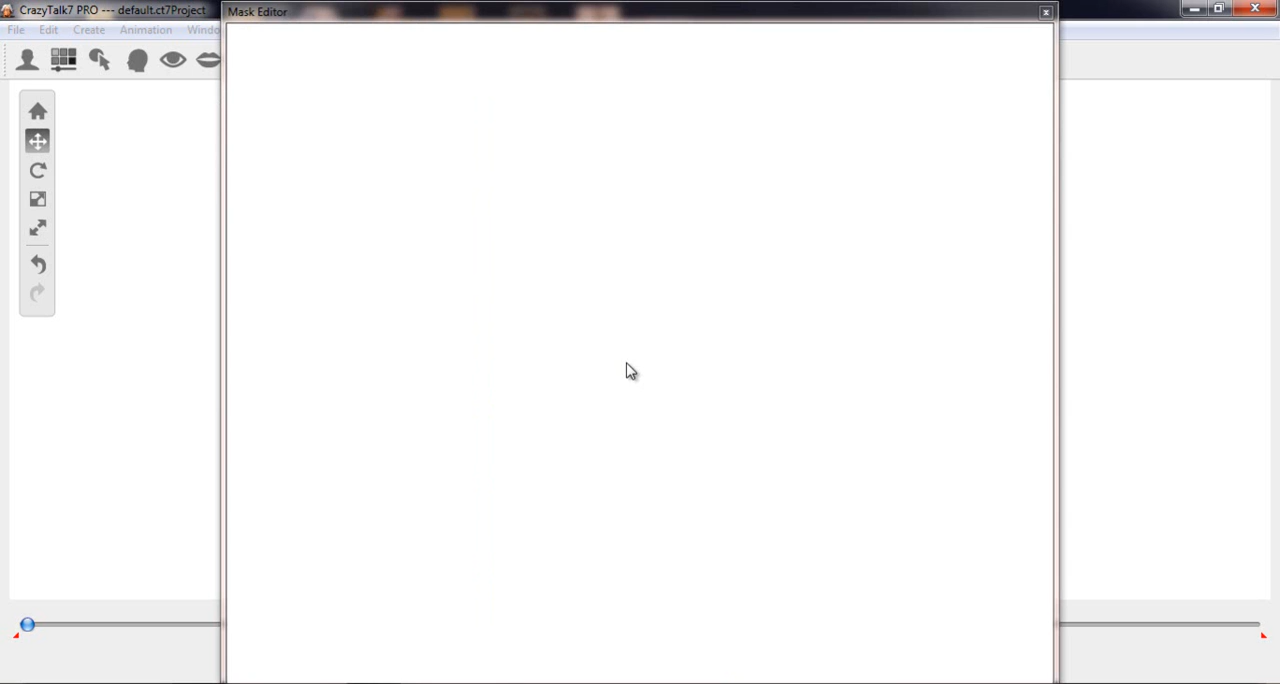 CrazyTalk7 PRO --- default.ct7Project
Mask Editor
File Edit Create Animation Windo